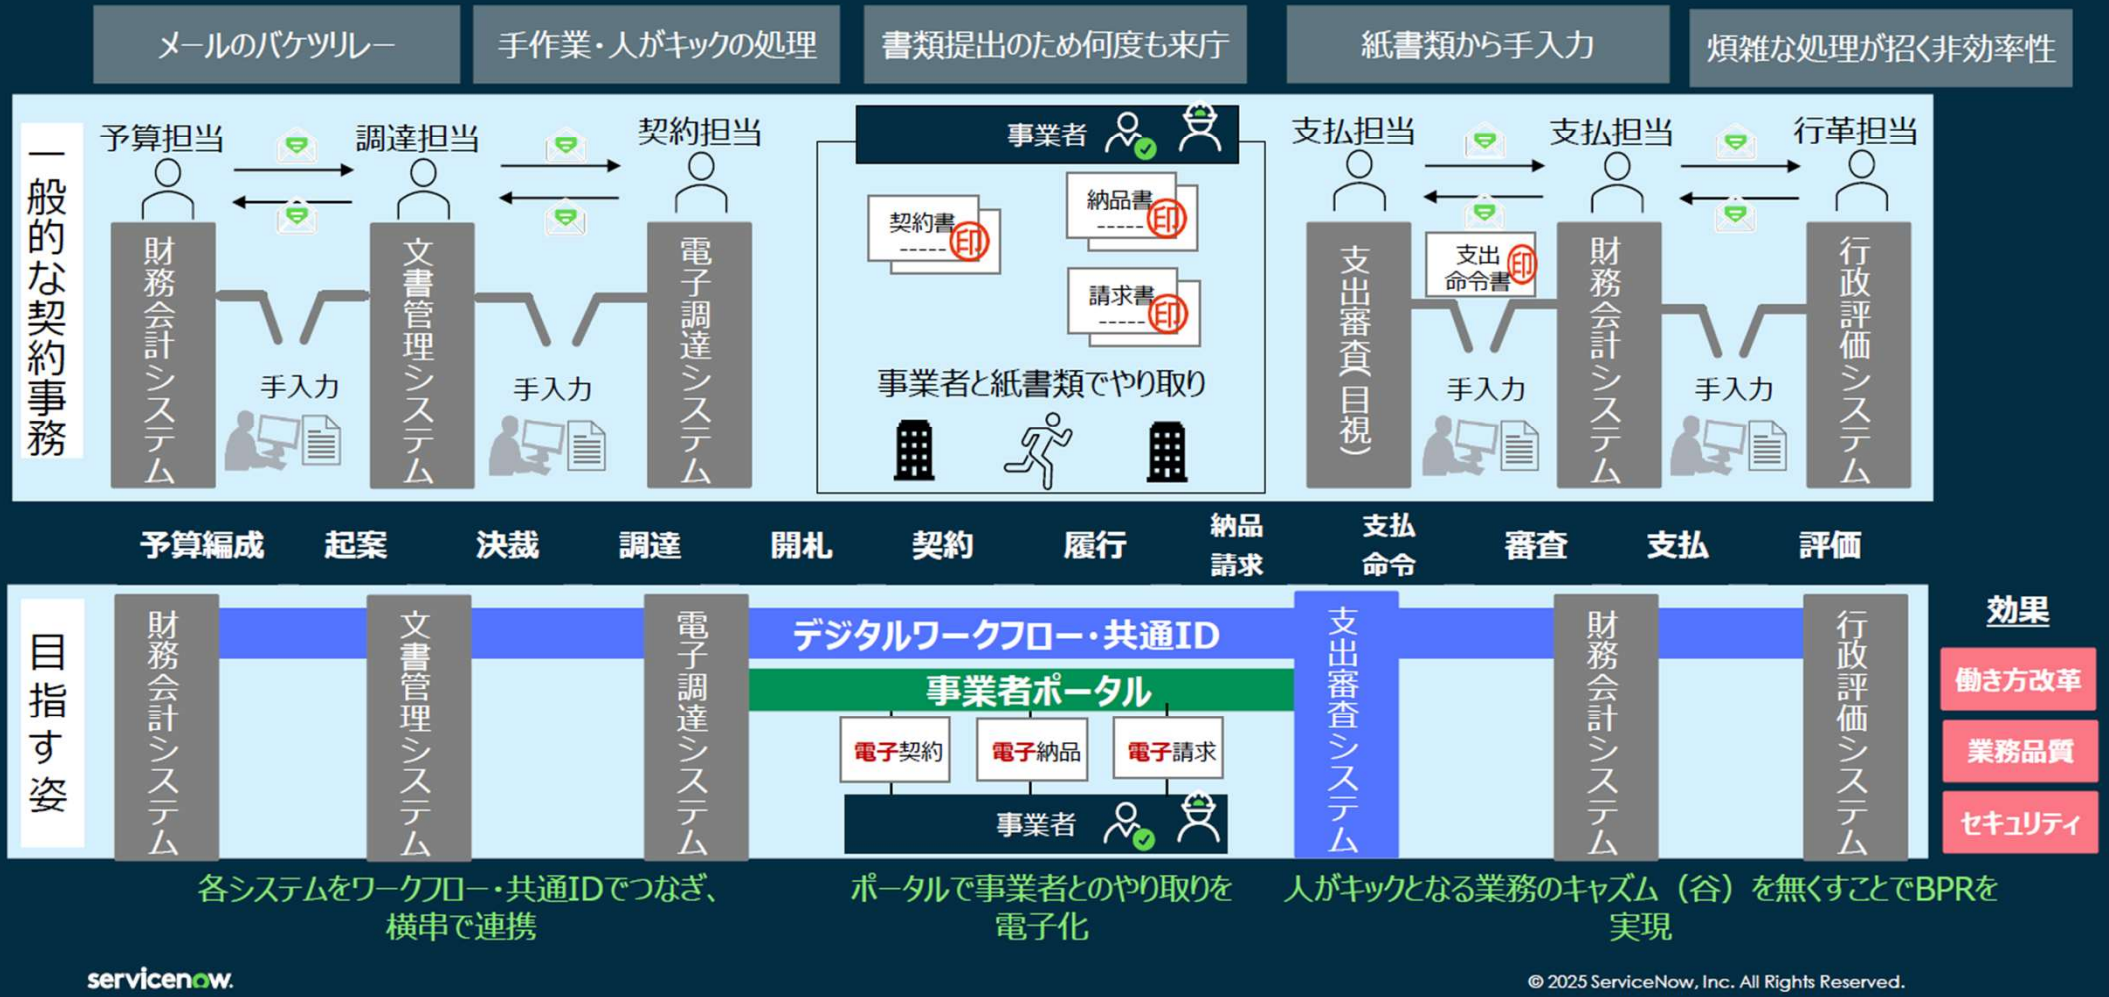 メールのバケツリレー
手作業・人がキックの処理
書類提出のため何度も来庁
紙書類から手入力
煩雑な処理が招く非効率性
一般的な契約事務
予算担当
調達担当
契約担当
事業者
支払担当
支払担当
行革担当
財務会計システム
手入力
文書管理システム
手入力
電子調達システム
契約書
-----
印
納品書
-----
印
請求書
-----
印
事業者と紙書類でやり取り
支出審査(目視)
支出
命令書
印
手入力
財務会計システム
手入力
行政評価システム
予算編成
起案
決裁
調達
開札
契約
履行
納品
請求
支払
命令
審査
支払
評価
目指す姿
財務会計システム
文書管理システム
電子調達システム
デジタルワークフロー・共通ID
事業者ポータル
電子契約
電子納品
電子請求
事業者
支出審査システム
財務会計システム
行政評価システム
効果
働き方改革
業務品質
セキュリティ
各システムをワークフロー・共通IDでつなぎ、
横串で連携
ポータルで事業者とのやり取りを
電子化
人がキックとなる業務のキャズム（谷）を無くすことでBPRを
実現
servicenow.
© 2025 ServiceNow, Inc. All Rights Reserved.